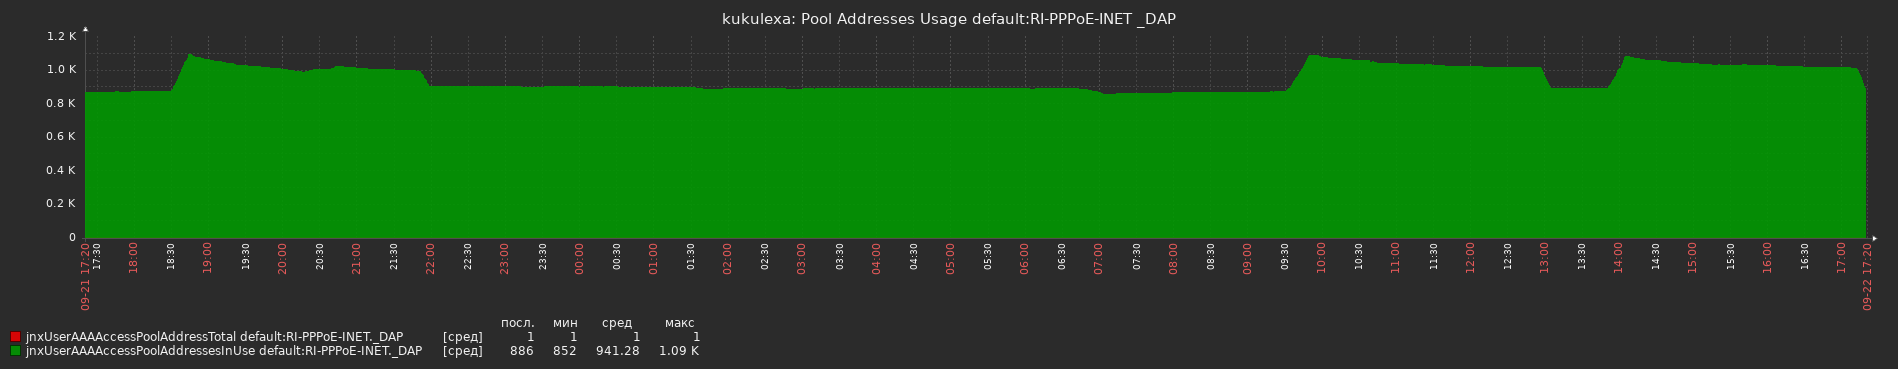 kukulexa: Pool Addresses Usage default:RI-PPPoE-INET _DAP
1.2 K
1.0 K
0.8 K
0.6 K
0.4 K
0.2 K
0
09-21 17:20 17:30 18:00 18:30 19:00 19:30 20:00 20:30 21:00 21:30 22:00 22:30 23:00 23:30 00:00 00:30 01:00 01:30 02:00 02:30 03:00 03:30 04:00 04:30 05:00 05:30 06:00 06:30 07:00 07:30 08:00 08:30 09:00 09:30 10:00 10:30 11:00 11:30 12:00 12:30 13:00 13:30 14:00 14:30 15:00 15:30 16:00 16:30 17:00 09-22 17:20
посл. мин сред макс
jnxUserAAAAccessPoolAddressTotal default:RI-PPPoE-INET._DAP [сред] 1 1 1 1
jnxUserAAAAccessPoolAddressesInUse default:RI-PPPoE-INET._DAP [сред] 886 852 941.28 1.09 K